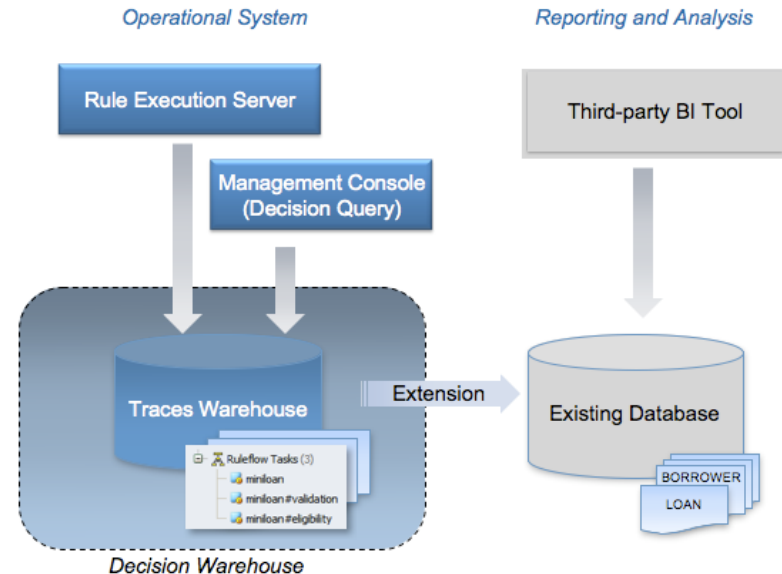 Operational System
Reporting and Analysis
Rule Execution Server
Third-party BI Tool
Management Console
(Decision Query)
Traces Warehouse
Extension
Existing Database
Ruleflow Tasks (3)
miniloan
miniloan#validation
miniloan#eligibility
BORROWER
LOAN
Decision Warehouse